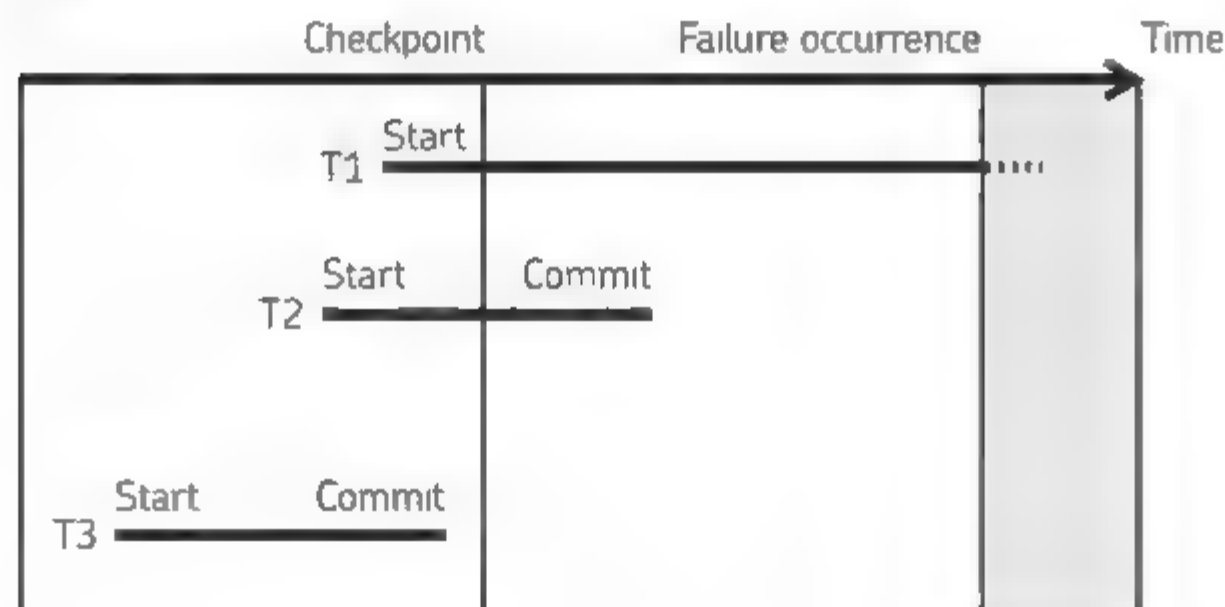 Checkpoint Failure occurrence Time
Start
T1
Start Commit
T2
Start Commit
T3